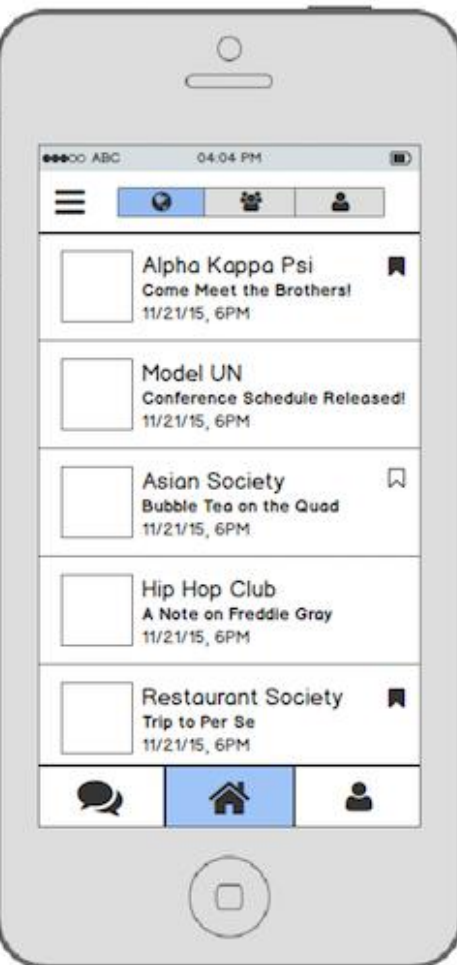 ABC 04:04 PM
Alpha Kappa Psi
Come Meet the Brothers!
11/21/15, 6PM
Model UN
Conference Schedule Released!
11/21/15, 6PM
Asian Society
Bubble Tea on the Quad
11/21/15, 6PM
Hip Hop Club
A Note on Freddie Gray
11/21/15, 6PM
Restaurant Society
Trip to Per Se
11/21/15, 6PM